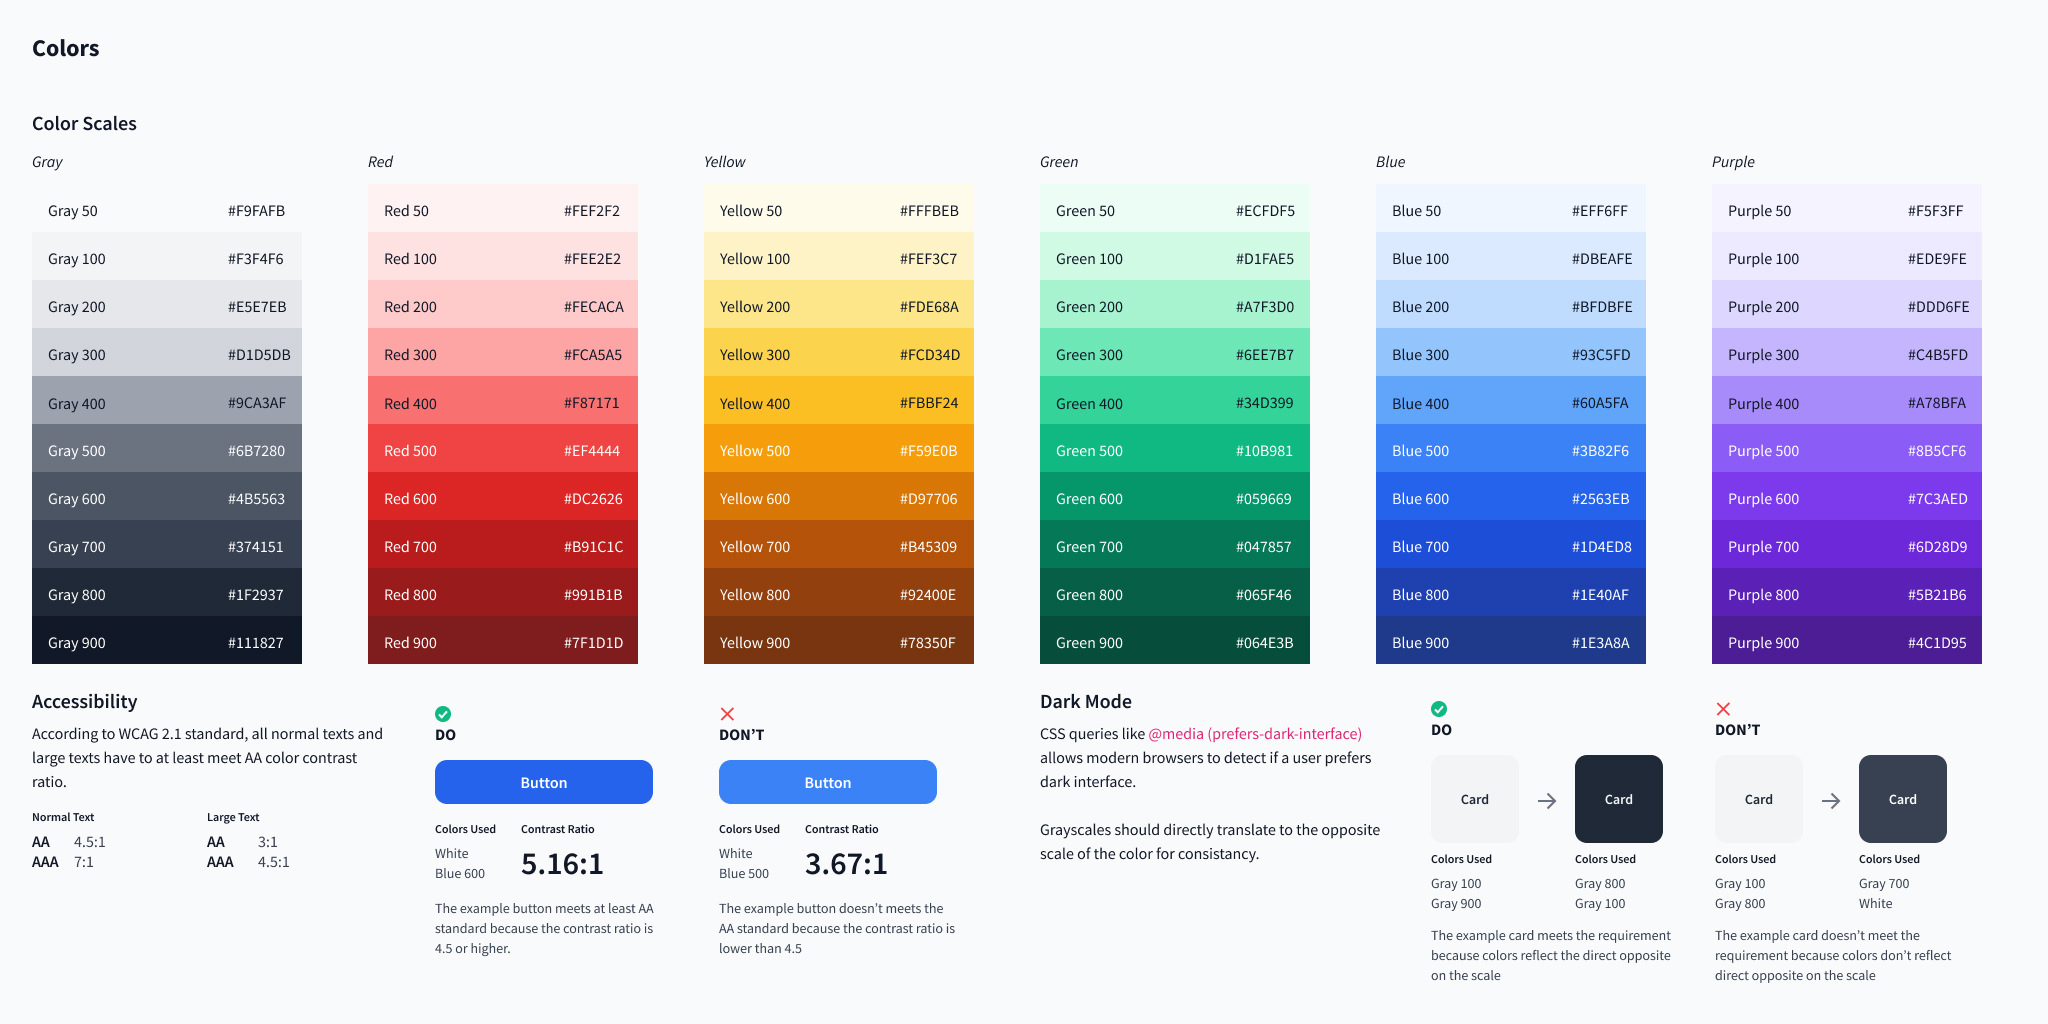 Colors
Color Scales
Gray
Gray 50 #F9FAFB
Gray 100 #F3F4F6
Gray 200 #E5E7EB
Gray 300 #D1D5DB
Gray 400 #9CA3AF
Gray 500 #6B7280
Gray 600 #4B5563
Gray 700 #374151
Gray 800 #1F2937
Gray 900 #111827
Red
Red 50 #FEF2F2
Red 100 #FEE2E2
Red 200 #FECACA
Red 300 #FCA5A5
Red 400 #F87171
Red 500 #EF4444
Red 600 #DC2626
Red 700 #B91C1C
Red 800 #991B1B
Red 900 #7F1D1D
Yellow
Yellow 50 #FFFBEB
Yellow 100 #FEF3C7
Yellow 200 #FDE68A
Yellow 300 #FCD34D
Yellow 400 #FBBF24
Yellow 500 #F59E0B
Yellow 600 #D97706
Yellow 700 #B45309
Yellow 800 #92400E
Yellow 900 #78350F
Green
Green 50 #ECFDF5
Green 100 #D1FAE5
Green 200 #A7F3D0
Green 300 #6EE7B7
Green 400 #34D399
Green 500 #10B981
Green 600 #059669
Green 700 #047857
Green 800 #065F46
Green 900 #064E3B
Blue
Blue 50 #EFF6FF
Blue 100 #DBEAFE
Blue 200 #BFDBFE
Blue 300 #93C5FD
Blue 400 #60A5FA
Blue 500 #3B82F6
Blue 600 #2563EB
Blue 700 #1D4ED8
Blue 800 #1E40AF
Blue 900 #1E3A8A
Purple
Purple 50 #F5F3FF
Purple 100 #EDE9FE
Purple 200 #DDD6FE
Purple 300 #C4B5FD
Purple 400 #A78BFA
Purple 500 #8B5CF6
Purple 600 #7C3AED
Purple 700 #6D28D9
Purple 800 #5B21B6
Purple 900 #4C1D95
Accessibility
According to WCAG 2.1 standard, all normal texts and
large texts have to at least meet AA color contrast
ratio.
Normal Text
AA 4.5:1
AAA 7:1
Large Text
AA 3:1
AAA 4.5:1
DO
Button
Colors Used
White
Blue 600
Contrast Ratio
5.16:1
The example button meets at least AA
standard because the contrast ratio is
4.5 or higher.
DON'T
Button
Colors Used
White
Blue 500
Contrast Ratio
3.67:1
The example button doesn't meets the
AA standard because the contrast ratio is
lower than 4.5
Dark Mode
CSS queries like @media (prefers-dark-interface)
allows modern browsers to detect if a user prefers
dark interface.
Grayscales should directly translate to the opposite
scale of the color for consistancy.
DO
Card
Colors Used
Gray 100
Gray 900
Card
Colors Used
Gray 800
Gray 100
The example card meets the requirement
because colors reflect the direct opposite
on the scale
DON'T
Card
Colors Used
Gray 100
Gray 800
Card
Colors Used
Gray 700
White
The example card doesn't meet the
requirement because colors don't reflect
direct opposite on the scale